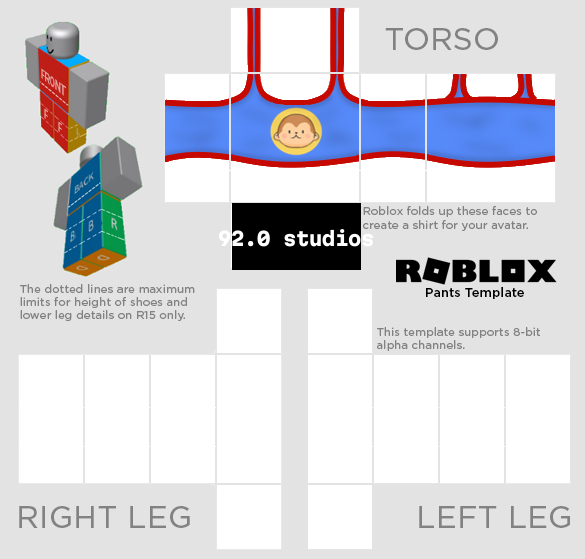 TORSO
FRONT
F
F
L
BACK
B
B
R
92.0 studios
Roblox folds up these faces to
create a shirt for your avatar.
ROBLOX
Pants Template
The dotted lines are maximum
limits for height of shoes and
lower leg details on R15 only.
This template supports 8-bit
alpha channels.
RIGHT LEG
LEFT LEG